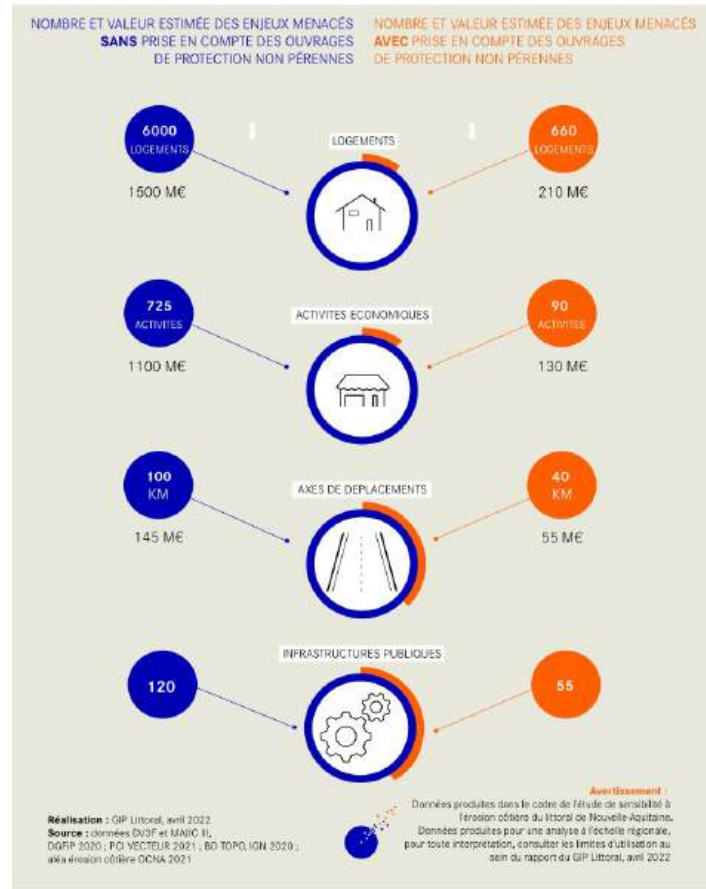 NOMBRE ET VALEUR ESTIMÉE DES ENJEUX MENACÉS
SANS PRISE EN COMPTE DES OUVRAGES
DE PROTECTION NON PÉRENNES
NOMBRE ET VALEUR ESTIMÉE DES ENJEUX MENACÉS
AVEC PRISE EN COMPTE DES OUVRAGES
DE PROTECTION NON PÉRENNES
6000
LOGEMENTS
1500 M€
LOGEMENTS
660
LOGEMENTS
210 M€
725
ACTIVITES
1100 M€
ACTIVITES ECONOMIQUES
90
ACTIVITES
130 M€
100
KM
145 M€
AXES DE DEPLACEMENTS
40
KM
55 M€
INFRASTRUCTURES PUBLIQUES
120
55
Réalisation : GIP Littoral, avril 2022
Source : données DV3F et MAJIC III,
DGFiP 2020 ; PCI VECTEUR 2021 ; BD TOPO, IGN 2020 ;
aléa érosion côtière OCNA 2021
Avertissement :
Données produites dans le cadre de l'étude de sensibilité à
l'érosion côtière du littoral de Nouvelle-Aquitaine.
Données produites pour une analyse à l'échelle régionale,
pour toute interprétation, consulter les limites d'utilisation au
sein du rapport du GIP Littoral, avril 2022